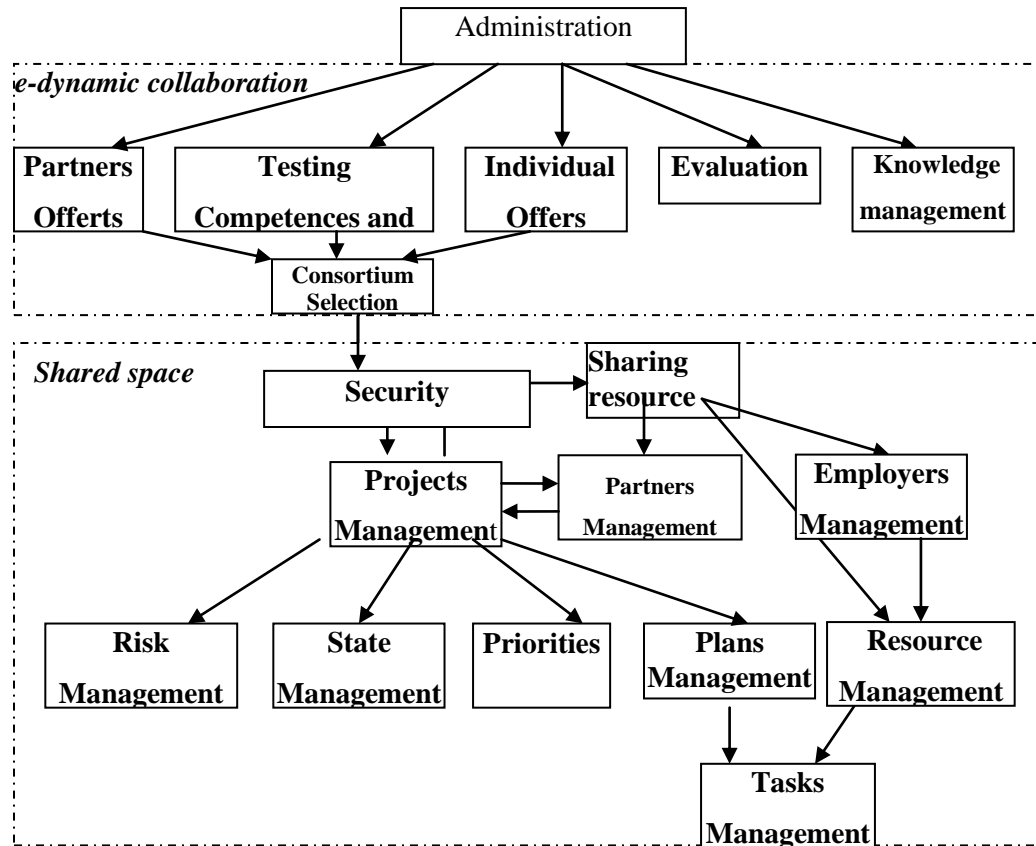 Administration
e-dynamic collaboration
Partners
Offerts
Testing
Competences and
Individual
Offers
Evaluation
Knowledge
management
Consortium
Selection
Shared space
Security
Sharing
resource
Projects
Management
Partners
Management
Employers
Management
Risk
Management
State
Management
Priorities
Plans
Management
Resource
Management
Tasks
Management